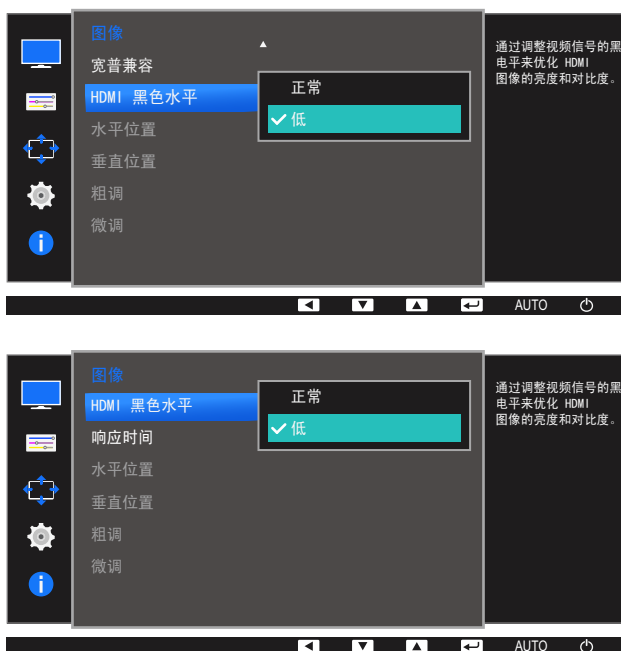 图像
宽普兼容
HDMI 黑色水平
正常
低
水平位置
垂直位置
粗调
微调
通过调整视频信号的黑
电平来优化 HDMI
图像的亮度和对比度。
AUTO
图像
HDMI 黑色水平
正常
低
响应时间
水平位置
垂直位置
粗调
微调
通过调整视频信号的黑
电平来优化 HDMI
图像的亮度和对比度。
AUTO